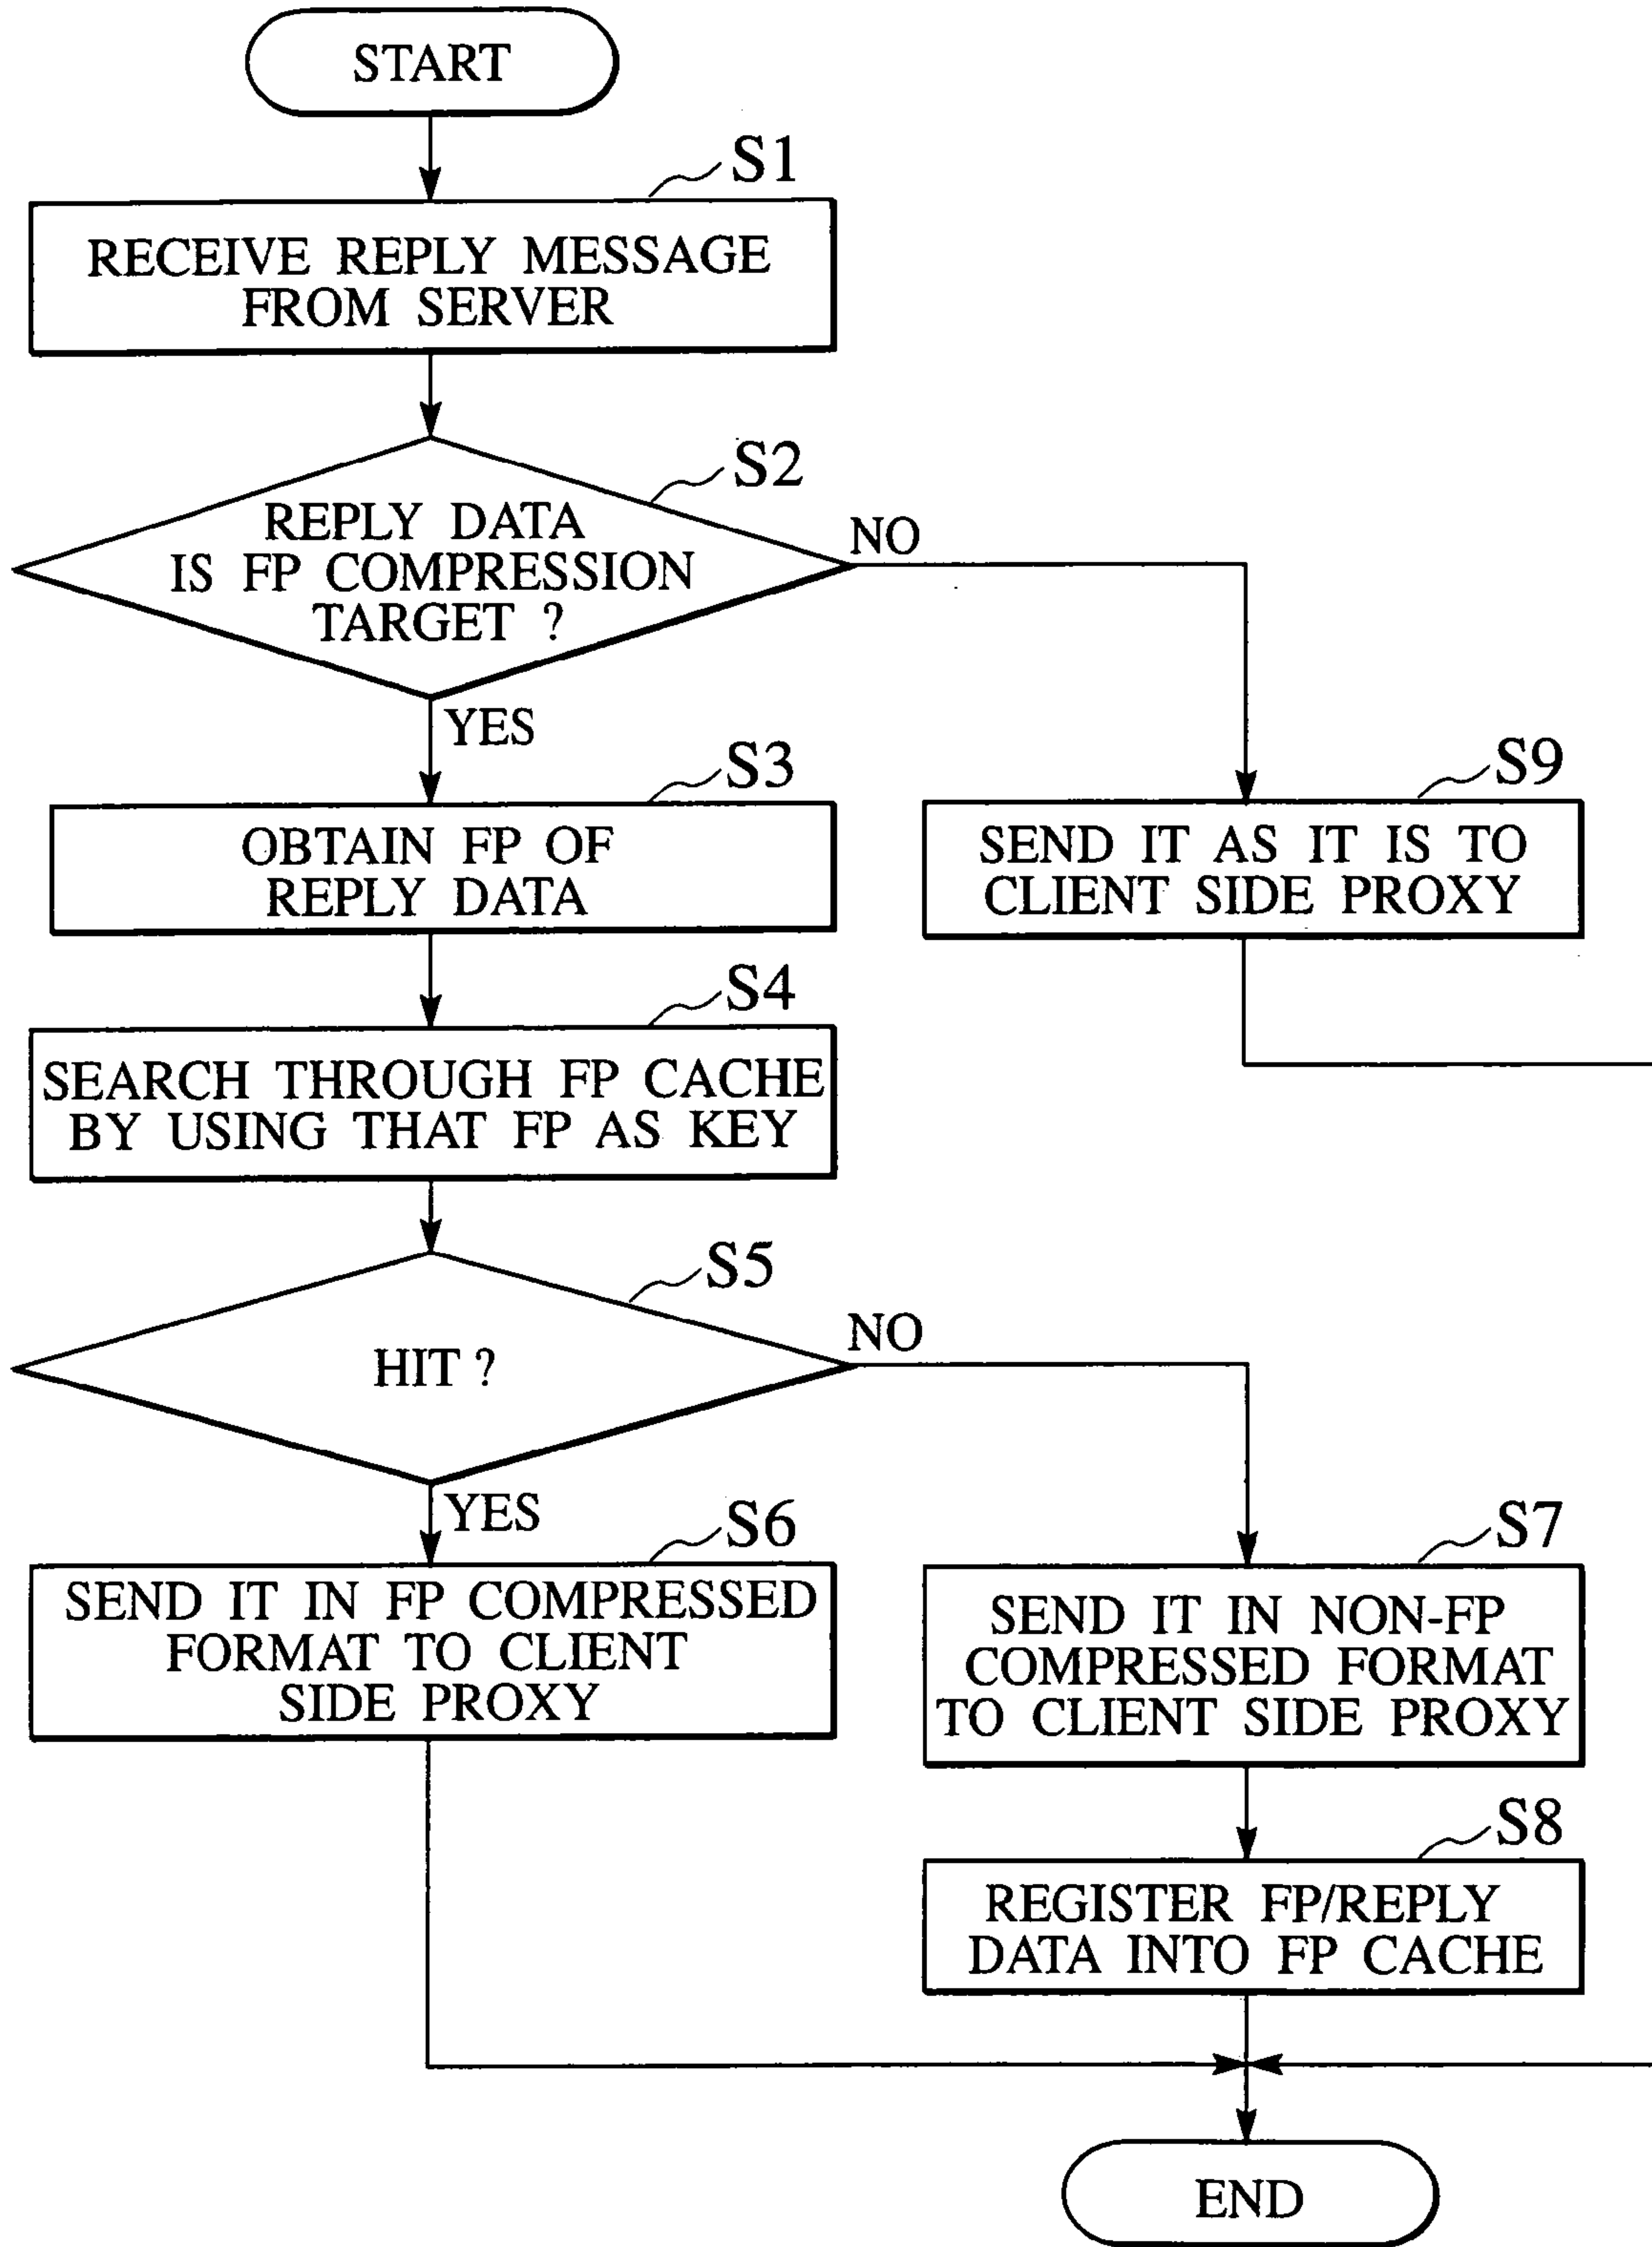 START
S1
RECEIVE REPLY MESSAGE
FROM SERVER
S2
REPLY DATA
IS FP COMPRESSION
TARGET ?
NO
YES
S3
OBTAIN FP OF
REPLY DATA
S9
SEND IT AS IT IS TO
CLIENT SIDE PROXY
S4
SEARCH THROUGH FP CACHE
BY USING THAT FP AS KEY
S5
HIT ?
NO
YES
S6
SEND IT IN FP COMPRESSED
FORMAT TO CLIENT
SIDE PROXY
S7
SEND IT IN NON-FP
COMPRESSED FORMAT
TO CLIENT SIDE PROXY
S8
REGISTER FP/REPLY
DATA INTO FP CACHE
END